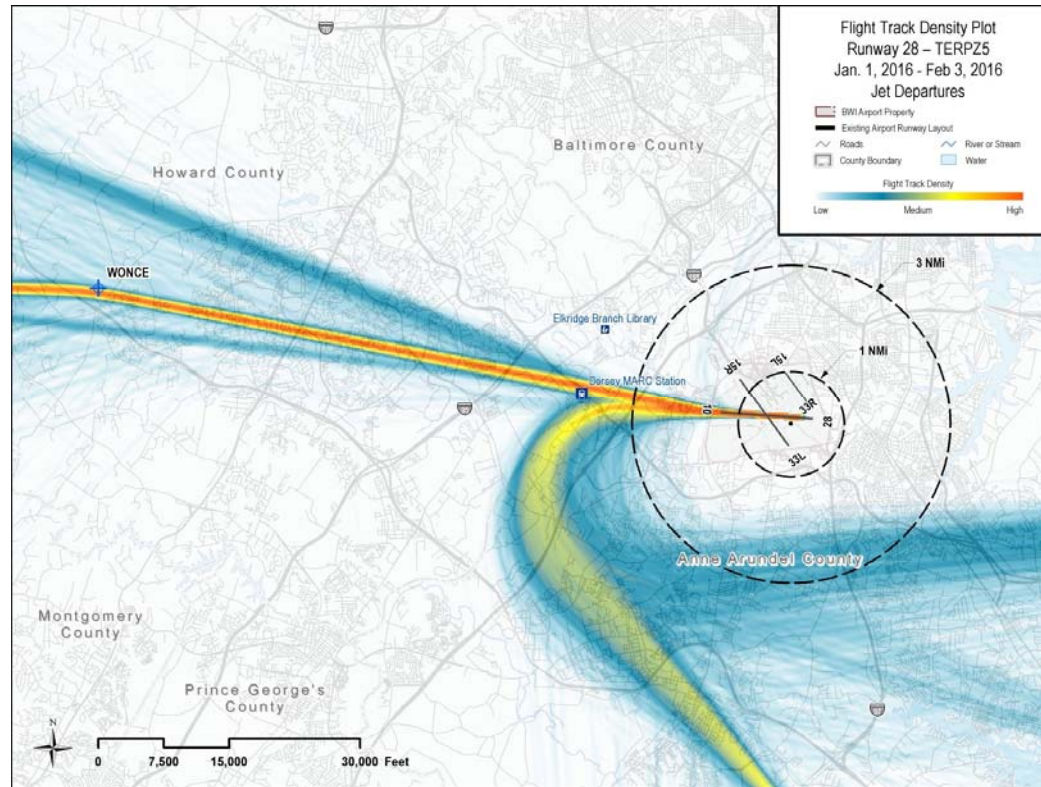 Flight Track Density Plot
Runway 28 – TERPZ5
Jan. 1, 2016 - Feb 3, 2016
Jet Departures
BWI Airport Property
Existing Airport Runway Layout
Roads
River or Stream
County Boundary
Water
Flight Track Density
Low
Medium
High
Baltimore County
Howard County
WONCE
3 NMi
Elkridge Branch Library
1 NMi
15R
15L
Dorsey MARC Station
10
33R
28
33L
Anne Arundel County
Montgomery
County
Prince George's
County
N
0
7,500
15,000
30,000 Feet